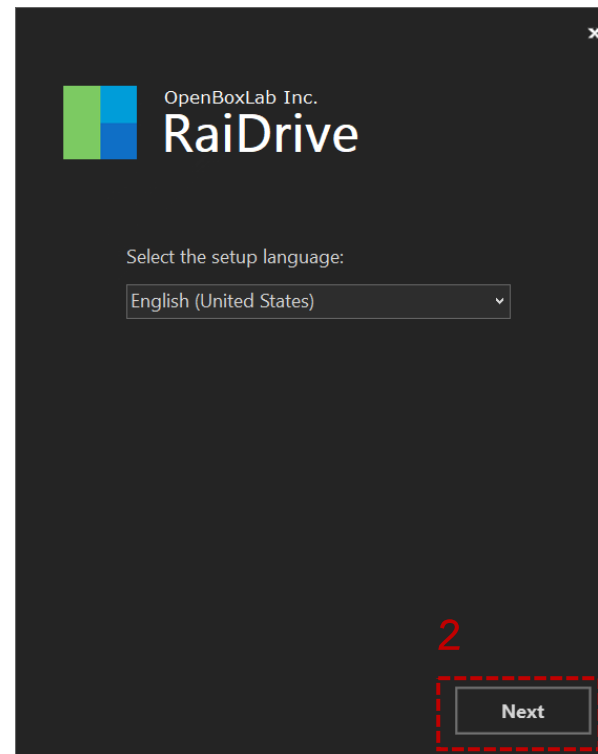 OpenBoxLab Inc.
RaiDrive
Select the setup language:
English (United States)
2
Next